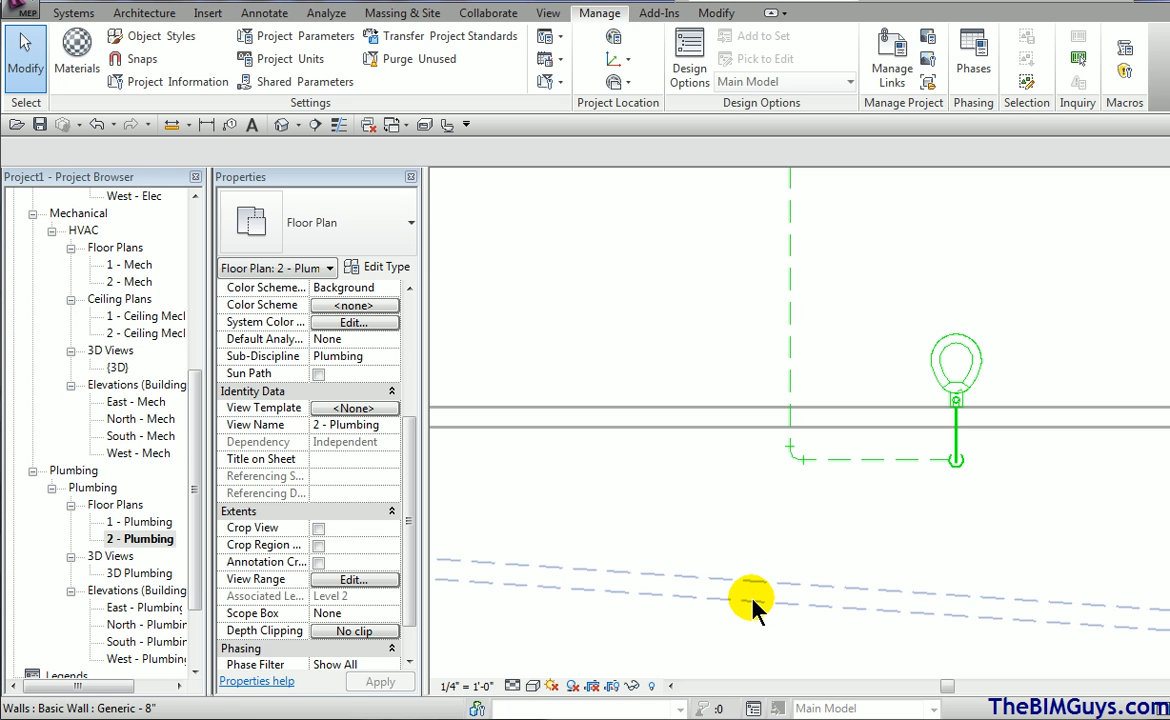 MEP
Systems Architecture Insert Annotate Analyze Massing & Site Collaborate View Manage Add-Ins Modify
Modify
Select
Materials
Object Styles
Snaps
Project Information
Project Parameters
Project Units
Shared Parameters
Transfer Project Standards
Purge Unused
Settings
Project Location
Design Options
Add to Set
Pick to Edit
Main Model
Design Options
Manage Links
Manage Project
Phases
Phasing
Selection
Inquiry
Macros
Project1 - Project Browser
West - Elec
Mechanical
HVAC
Floor Plans
1 - Mech
2 - Mech
Ceiling Plans
1 - Ceiling Mecl
2 - Ceiling Mecl
3D Views
{3D}
Elevations (Building
East - Mech
North - Mech
South - Mech
West - Mech
Plumbing
Plumbing
Floor Plans
1 - Plumbing
2 - Plumbing
3D Views
3D Plumbing
Elevations (Building
East - Plumbing
North - Plumbin
South - Plumbin
West - Plumbing
Legends
Properties
Floor Plan
Floor Plan: 2 - Plum
Edit Type
Color Scheme... Background
Color Scheme <none>
System Color ... Edit...
Default Analy... None
Sub-Discipline Plumbing
Sun Path
Identity Data
View Template <None>
View Name 2 - Plumbing
Dependency Independent
Title on Sheet
Referencing S...
Referencing D...
Extents
Crop View
Crop Region ...
Annotation Cr...
View Range Edit...
Associated Le... Level 2
Scope Box None
Depth Clipping No clip
Phasing
Phase Filter Show All
Properties help
Apply
1/4" = 1'-0"
Walls : Basic Wall : Generic - 8"
:0
Main Model
TheBIMGuys.com